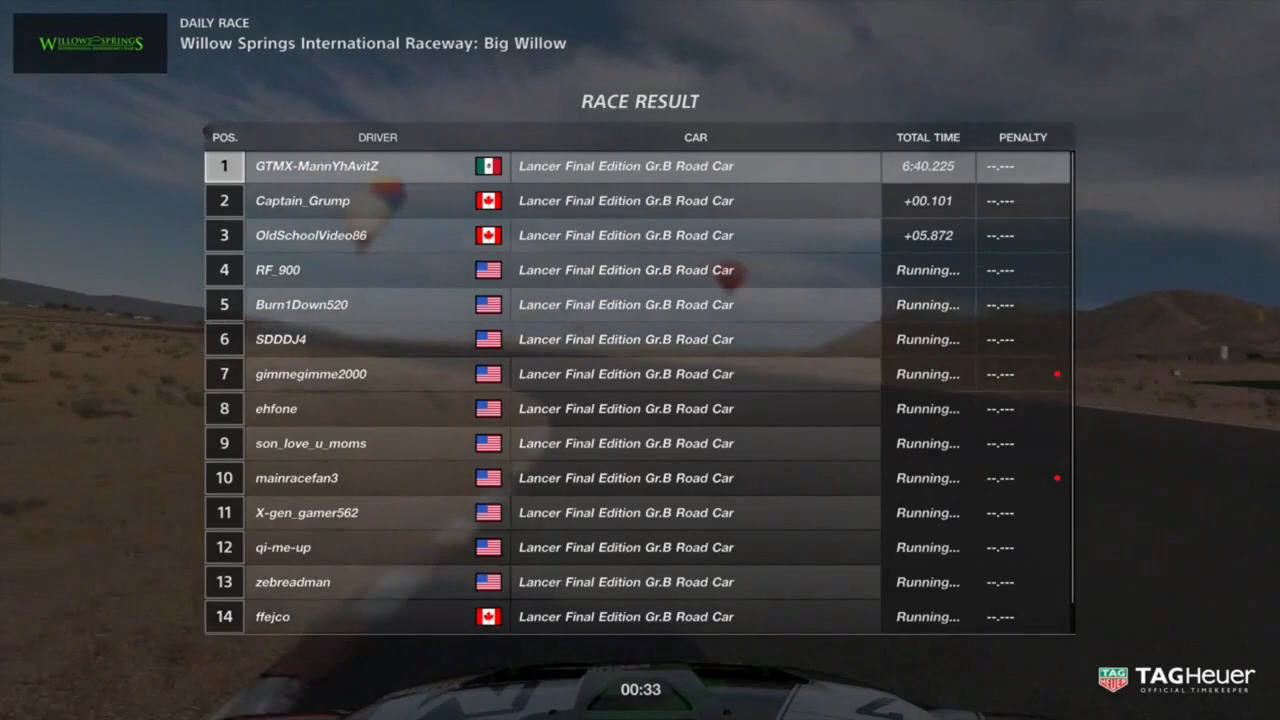 WILLOW SPRINGS
DAILY RACE
Willow Springs International Raceway: Big Willow
RACE RESULT
POS. DRIVER CAR TOTAL TIME PENALTY
1 GTMX-MannYhAvitZ Lancer Final Edition Gr.B Road Car 6:40.225 --.---
2 Captain_Grump Lancer Final Edition Gr.B Road Car +00.101 --.---
3 OldSchoolVideo86 Lancer Final Edition Gr.B Road Car +05.872 --.---
4 RF_900 Lancer Final Edition Gr.B Road Car Running... --.---
5 Burn1Down520 Lancer Final Edition Gr.B Road Car Running... --.---
6 SDDDJ4 Lancer Final Edition Gr.B Road Car Running... --.---
7 gimmegimme2000 Lancer Final Edition Gr.B Road Car Running... --.---
8 ehfone Lancer Final Edition Gr.B Road Car Running... --.---
9 son_love_u_moms Lancer Final Edition Gr.B Road Car Running... --.---
10 mainracefan3 Lancer Final Edition Gr.B Road Car Running... --.---
11 X-gen_gamer562 Lancer Final Edition Gr.B Road Car Running... --.---
12 qi-me-up Lancer Final Edition Gr.B Road Car Running... --.---
13 zebreadman Lancer Final Edition Gr.B Road Car Running... --.---
14 ffejco Lancer Final Edition Gr.B Road Car Running... --.---
00:33
TAG HEUER
TAGHeuer
OFFICIAL TIMEKEEPER